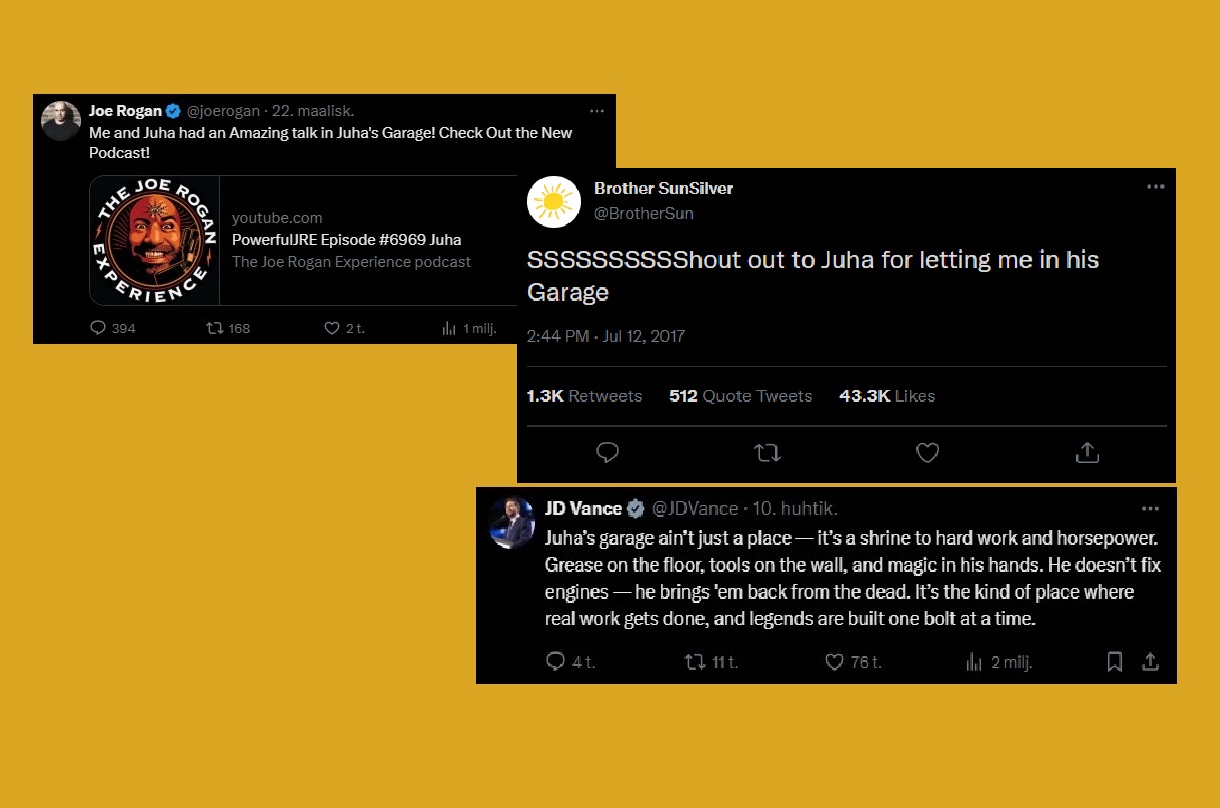 Joe Rogan @joerogan · 22. maalisk.
Me and Juha had an Amazing talk in Juha's Garage! Check Out the New
Podcast!
THE JOE ROGAN
EXPERIENCE
youtube.com
PowerfulJRE Episode #6969 Juha
The Joe Rogan Experience podcast
394 168 2 t. 1 milj.
Brother SunSilver
@BrotherSun
SSSSSSSSSShout out to Juha for letting me in his
Garage
2:44 PM · Jul 12, 2017
1.3K Retweets 512 Quote Tweets 43.3K Likes
JD Vance @JDVance · 10. huhtik.
Juha’s garage ain’t just a place — it’s a shrine to hard work and horsepower.
Grease on the floor, tools on the wall, and magic in his hands. He doesn’t fix
engines — he brings 'em back from the dead. It’s the kind of place where
real work gets done, and legends are built one bolt at a time.
4 t. 11 t. 76 t. 2 milj.